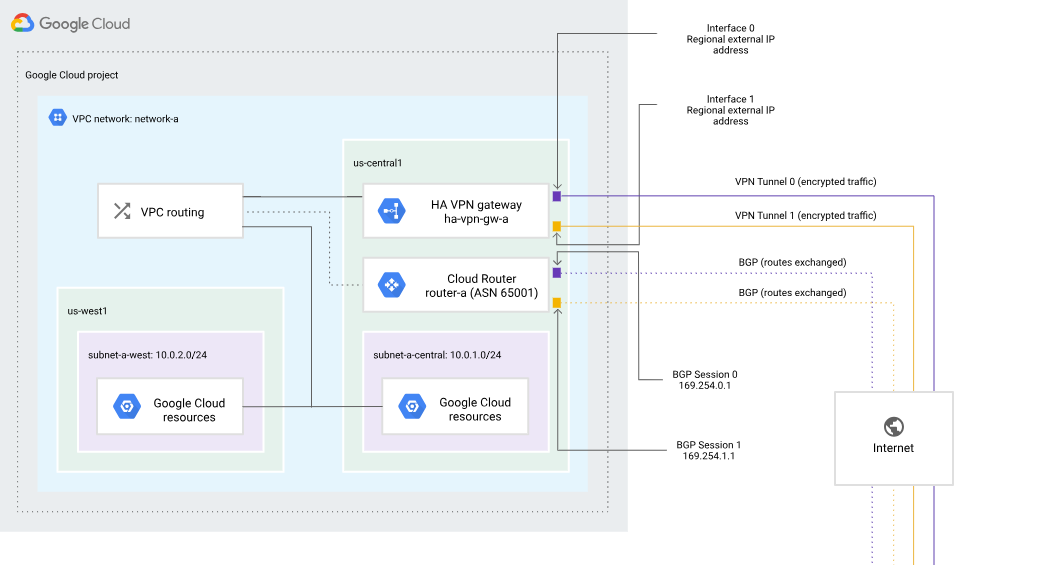 Google Cloud
Google Cloud project
VPC network: network-a
us-central1
VPC routing
HA VPN gateway
ha-vpn-gw-a
Cloud Router
router-a (ASN 65001)
us-west1
subnet-a-west: 10.0.2.0/24
Google Cloud
resources
subnet-a-central: 10.0.1.0/24
Google Cloud
resources
Interface 0
Regional external IP
address
Interface 1
Regional external IP
address
VPN Tunnel 0 (encrypted traffic)
VPN Tunnel 1 (encrypted traffic)
BGP (routes exchanged)
BGP (routes exchanged)
BGP Session 0
169.254.0.1
BGP Session 1
169.254.1.1
Internet